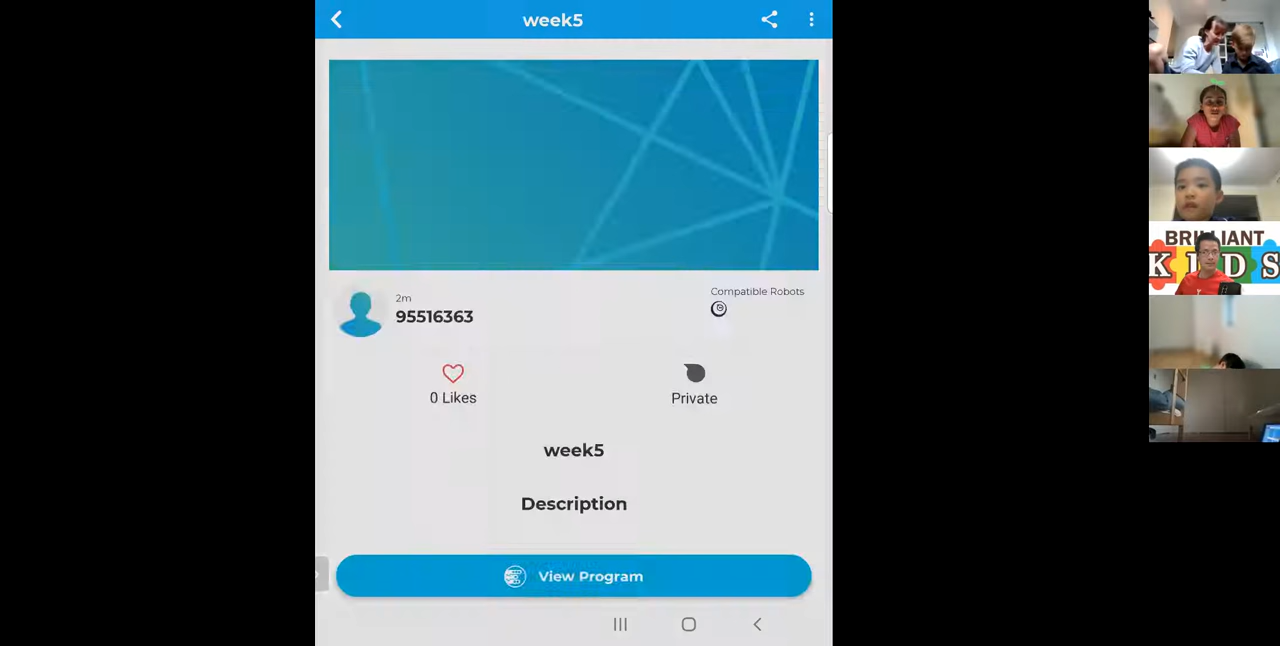 week5
2m
95516363
Compatible Robots
0 Likes
Private
week5
Description
View Program
BRILLIANT
KIDS